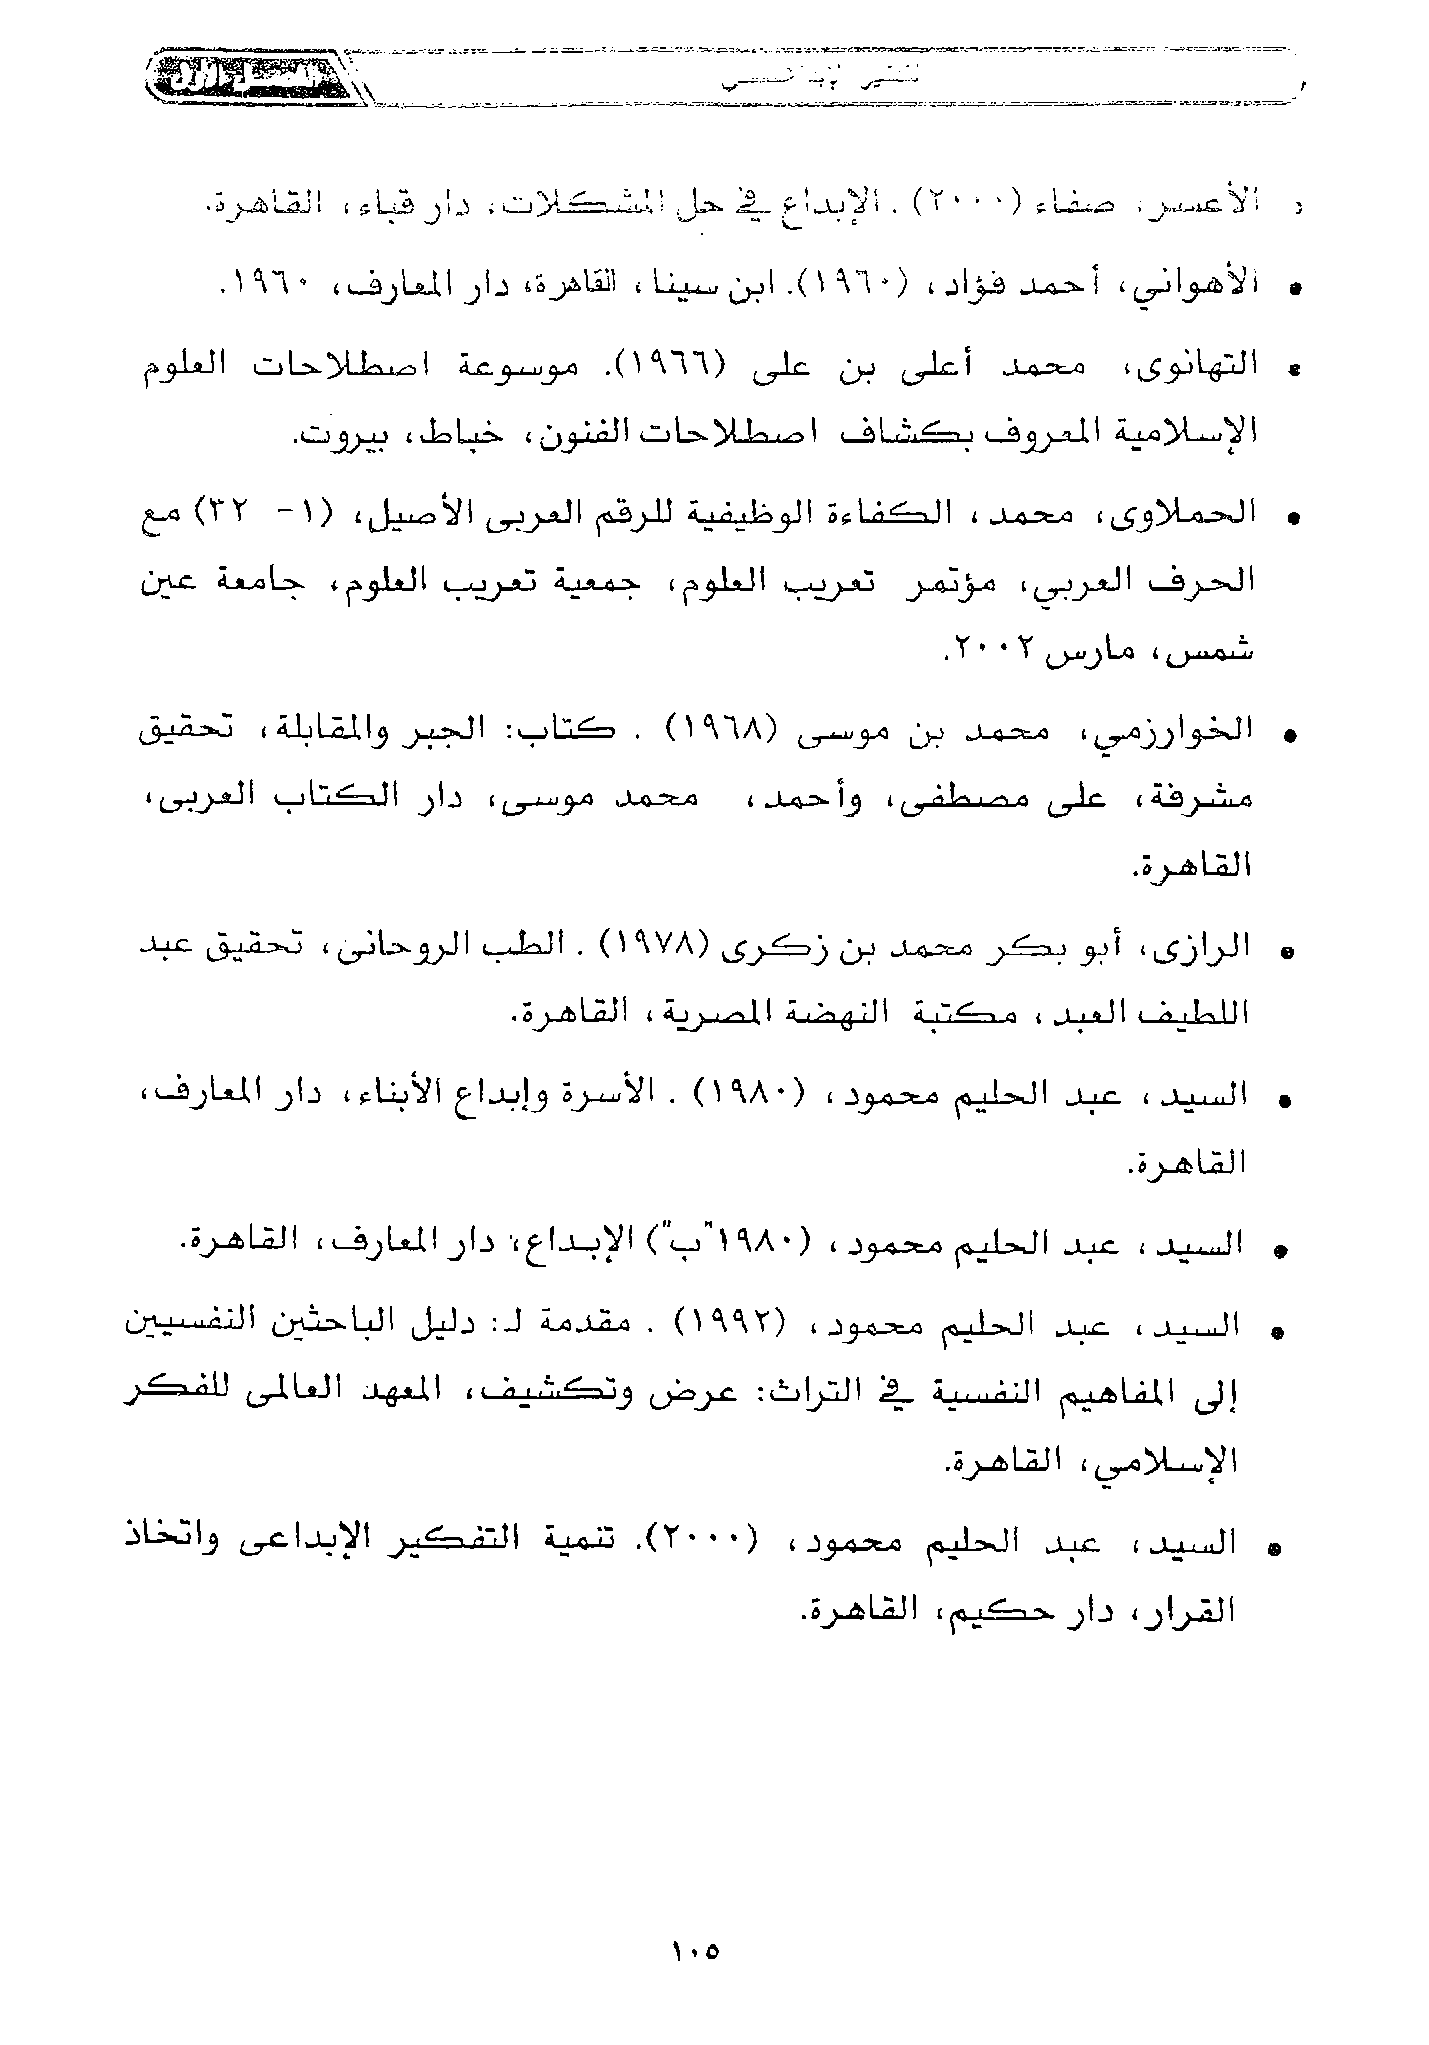 الأعسر، صفاء (٢٠٠٠) . الإبداع في حل المشكلات، دار قباء، القاهرة.
• الأهواني، أحمد فؤاد، (١٩٦٠). ابن سينا، القاهرة، دار المعارف، ١٩٦٠.
• التهانوى، محمد أعلى بن على (١٩٦٦). موسوعة اصطلاحات العلوم
الإسلامية المعروف بكشاف اصطلاحات الفنون، خباط، بيروت.
• الحملاوى، محمد، الكفاءة الوظيفية للرقم العربى الأصيل، (١- ٣٢) مع
الحرف العربي، مؤتمر تعريب العلوم، جمعية تعريب العلوم، جامعة عين
شمس، مارس ٢٠٠٢.
• الخوارزمي، محمد بن موسى (١٩٦٨) . كتاب: الجبر والمقابلة، تحقيق
مشرفة، على مصطفى، وأحمد، محمد موسى، دار الكتاب العربى،
القاهرة.
• الرازى، أبو بكر محمد بن زكرى (١٩٧٨) . الطب الروحانى، تحقيق عبد
اللطيف العبد، مكتبة النهضة المصرية، القاهرة.
• السيد، عبد الحليم محمود، (١٩٨٠) . الأسرة وإبداع الأبناء، دار المعارف،
القاهرة.
• السيد، عبد الحليم محمود، (١٩٨٠"ب") الإبداع، دار المعارف، القاهرة.
• السيد، عبد الحليم محمود، (١٩٩٢) . مقدمة لـ: دليل الباحثين النفسيين
إلى المفاهيم النفسية في التراث: عرض وتكشيف، المعهد العالمى للفكر
الإسلامي، القاهرة.
• السيد، عبد الحليم محمود، (٢٠٠٠). تنمية التفكير الإبداعى واتخاذ
القرار، دار حكيم، القاهرة.
١٠٥